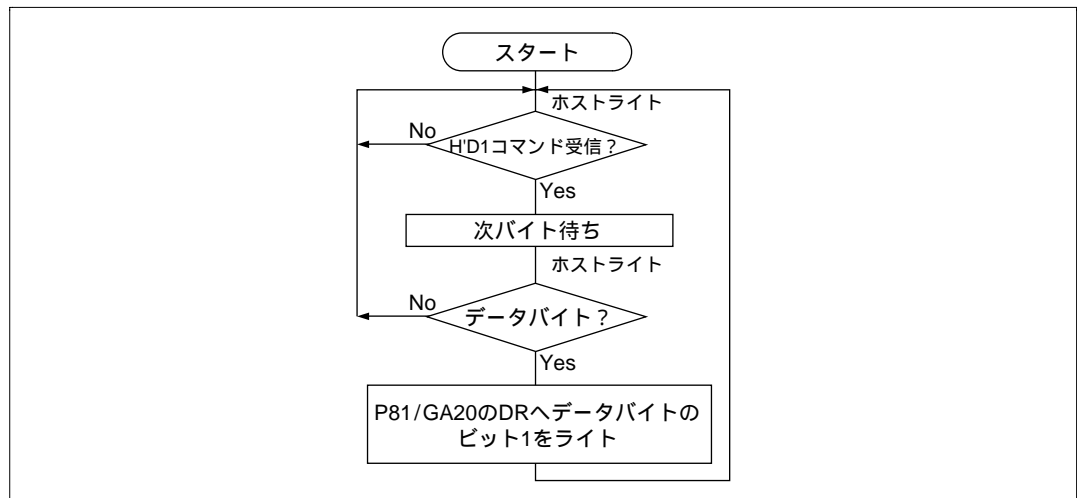 スタート
ホストライト
No
H'D1コマンド受信?
Yes
次バイト待ち
ホストライト
No
データバイト?
Yes
P81/GA20のDRへデータバイトの
ビット1をライト